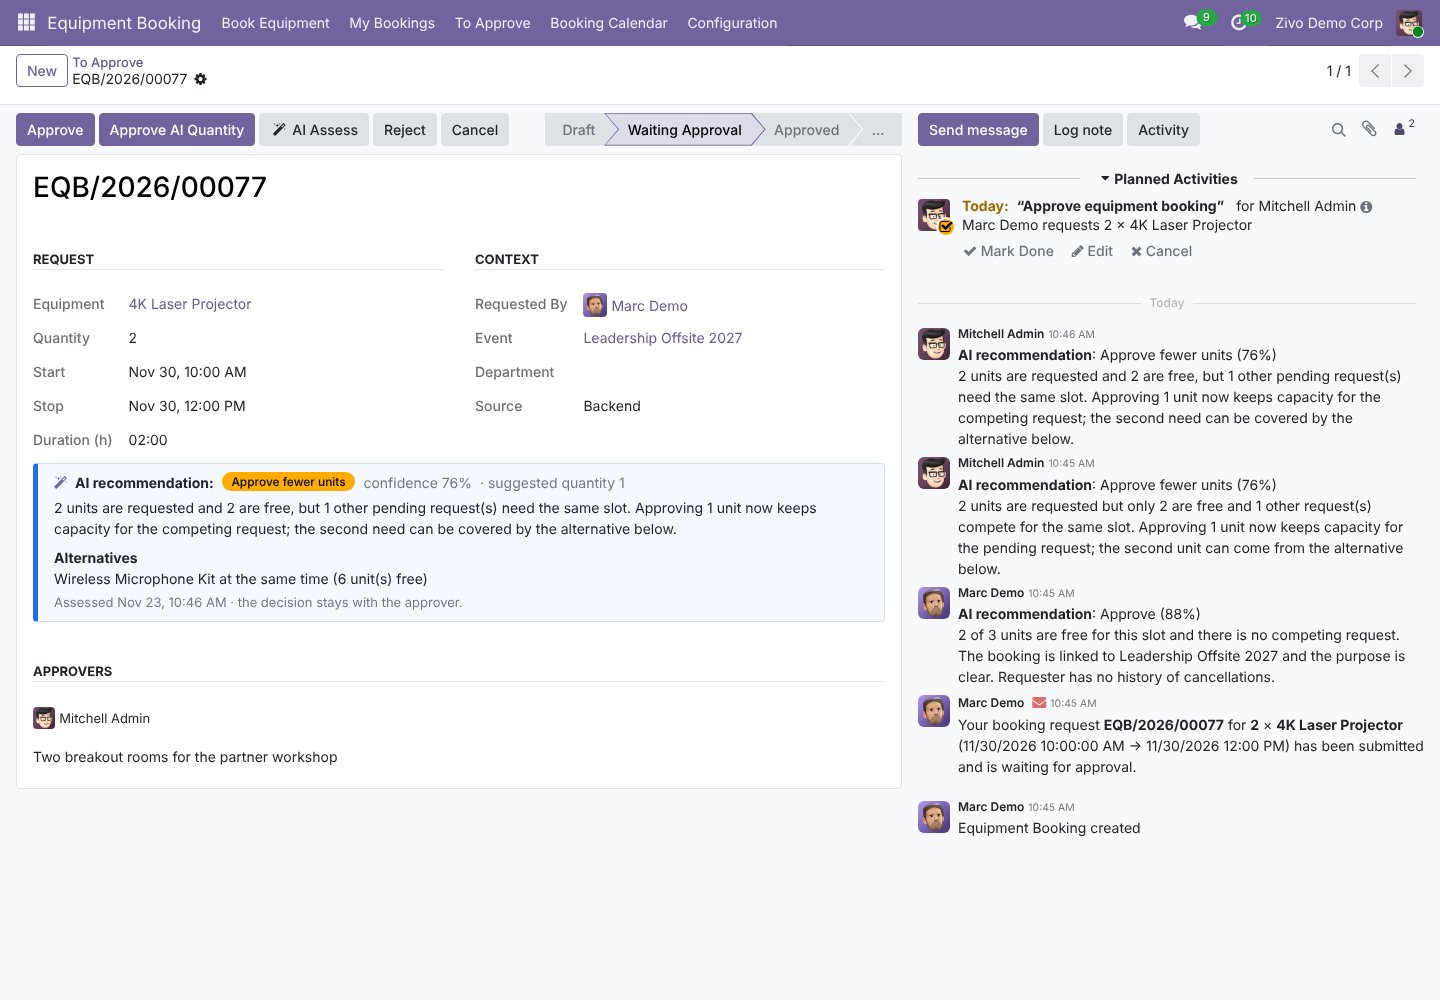 Equipment Booking Book Equipment My Bookings To Approve Booking Calendar Configuration 9 10 Zivo Demo Corp
New To Approve
EQB/2026/00077
1 / 1
Approve Approve AI Quantity AI Assess Reject Cancel Draft Waiting Approval Approved ...
EQB/2026/00077
REQUEST
Equipment 4K Laser Projector
Quantity 2
Start Nov 30, 10:00 AM
Stop Nov 30, 12:00 PM
Duration (h) 02:00
CONTEXT
Requested By Marc Demo
Event Leadership Offsite 2027
Department
Source Backend
AI recommendation: Approve fewer units confidence 76% · suggested quantity 1
2 units are requested and 2 are free, but 1 other pending request(s) need the same slot. Approving 1 unit now keeps
capacity for the competing request; the second need can be covered by the alternative below.
Alternatives
Wireless Microphone Kit at the same time (6 unit(s) free)
Assessed Nov 23, 10:46 AM · the decision stays with the approver.
APPROVERS
Mitchell Admin
Two breakout rooms for the partner workshop
Send message Log note Activity 2
Planned Activities
Today: “Approve equipment booking” for Mitchell Admin
Marc Demo requests 2 × 4K Laser Projector
Mark Done Edit Cancel
Today
Mitchell Admin 10:46 AM
AI recommendation: Approve fewer units (76%)
2 units are requested and 2 are free, but 1 other pending request(s)
need the same slot. Approving 1 unit now keeps capacity for the
competing request; the second need can be covered by the
alternative below.
Mitchell Admin 10:45 AM
AI recommendation: Approve fewer units (76%)
2 units are requested but only 2 are free and 1 other request(s)
compete for the same slot. Approving 1 unit now keeps capacity for
the pending request; the second unit can come from the alternative
below.
Marc Demo 10:45 AM
AI recommendation: Approve (88%)
2 of 3 units are free for this slot and there is no competing request.
The booking is linked to Leadership Offsite 2027 and the purpose is
clear. Requester has no history of cancellations.
Marc Demo 10:45 AM
Your booking request EQB/2026/00077 for 2 × 4K Laser Projector
(11/30/2026 10:00:00 AM → 11/30/2026 12:00 PM) has been submitted
and is waiting for approval.
Marc Demo 10:45 AM
Equipment Booking created